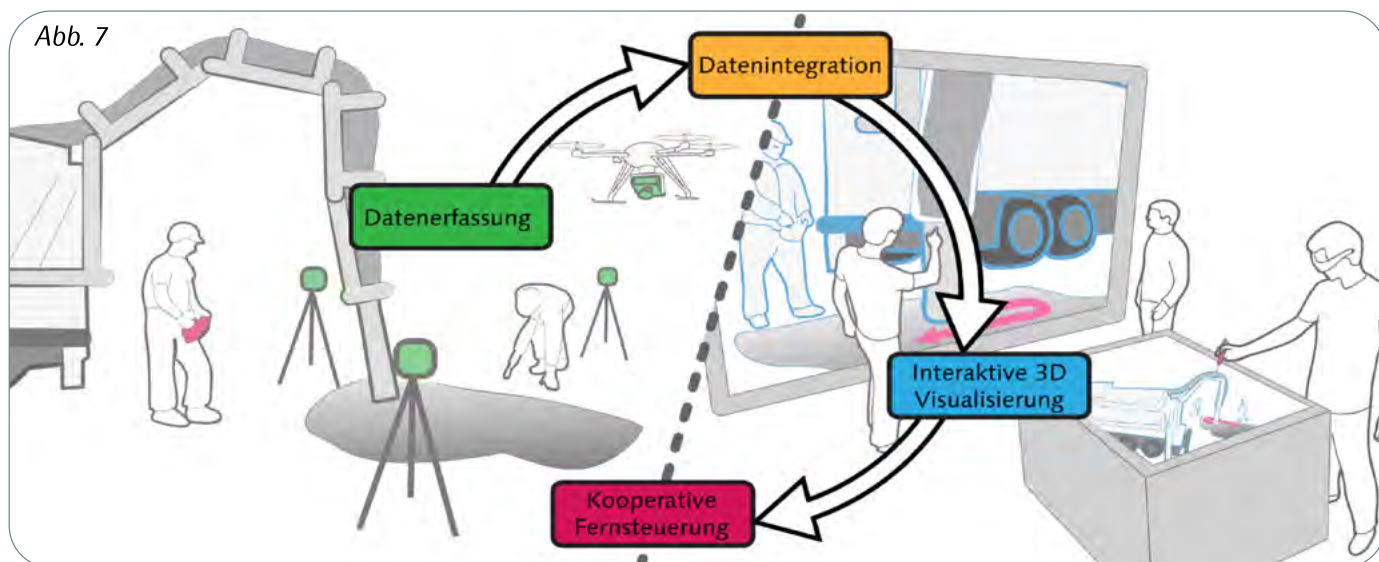 Abb. 7
Datenintegration
Datenerfassung
Interaktive 3D
Visualisierung
Kooperative
Fernsteuerung